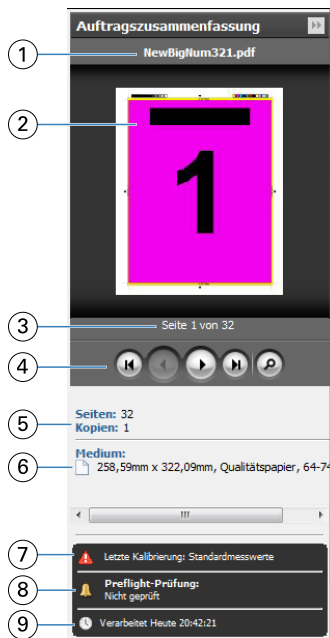 Auftragszusammenfassung
1
NewBigNum321.pdf
2
1
3
Seite 1 von 32
4
5
Seiten: 32
Kopien: 1
6
Medium:
258,59mm x 322,09mm, Qualitätspapier, 64-74
7
Letzte Kalibrierung: Standardmesswerte
8
Preflight-Prüfung:
Nicht geprüft
9
Verarbeitet Heute 20:42:21